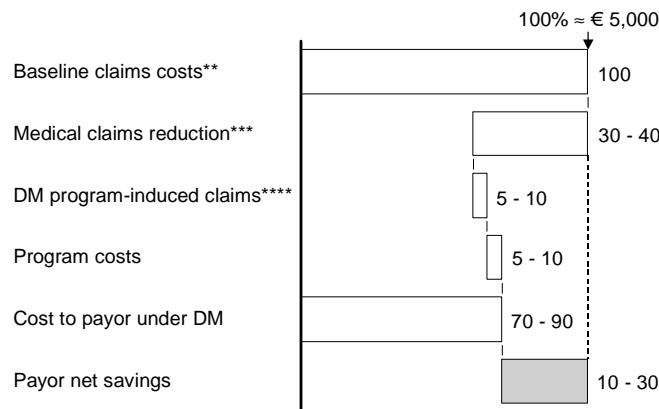 100% ≈ € 5,000
Baseline claims costs** 100
Medical claims reduction*** 30 - 40
DM program-induced claims**** 5 - 10
Program costs 5 - 10
Cost to payor under DM 70 - 90
Payor net savings 10 - 30